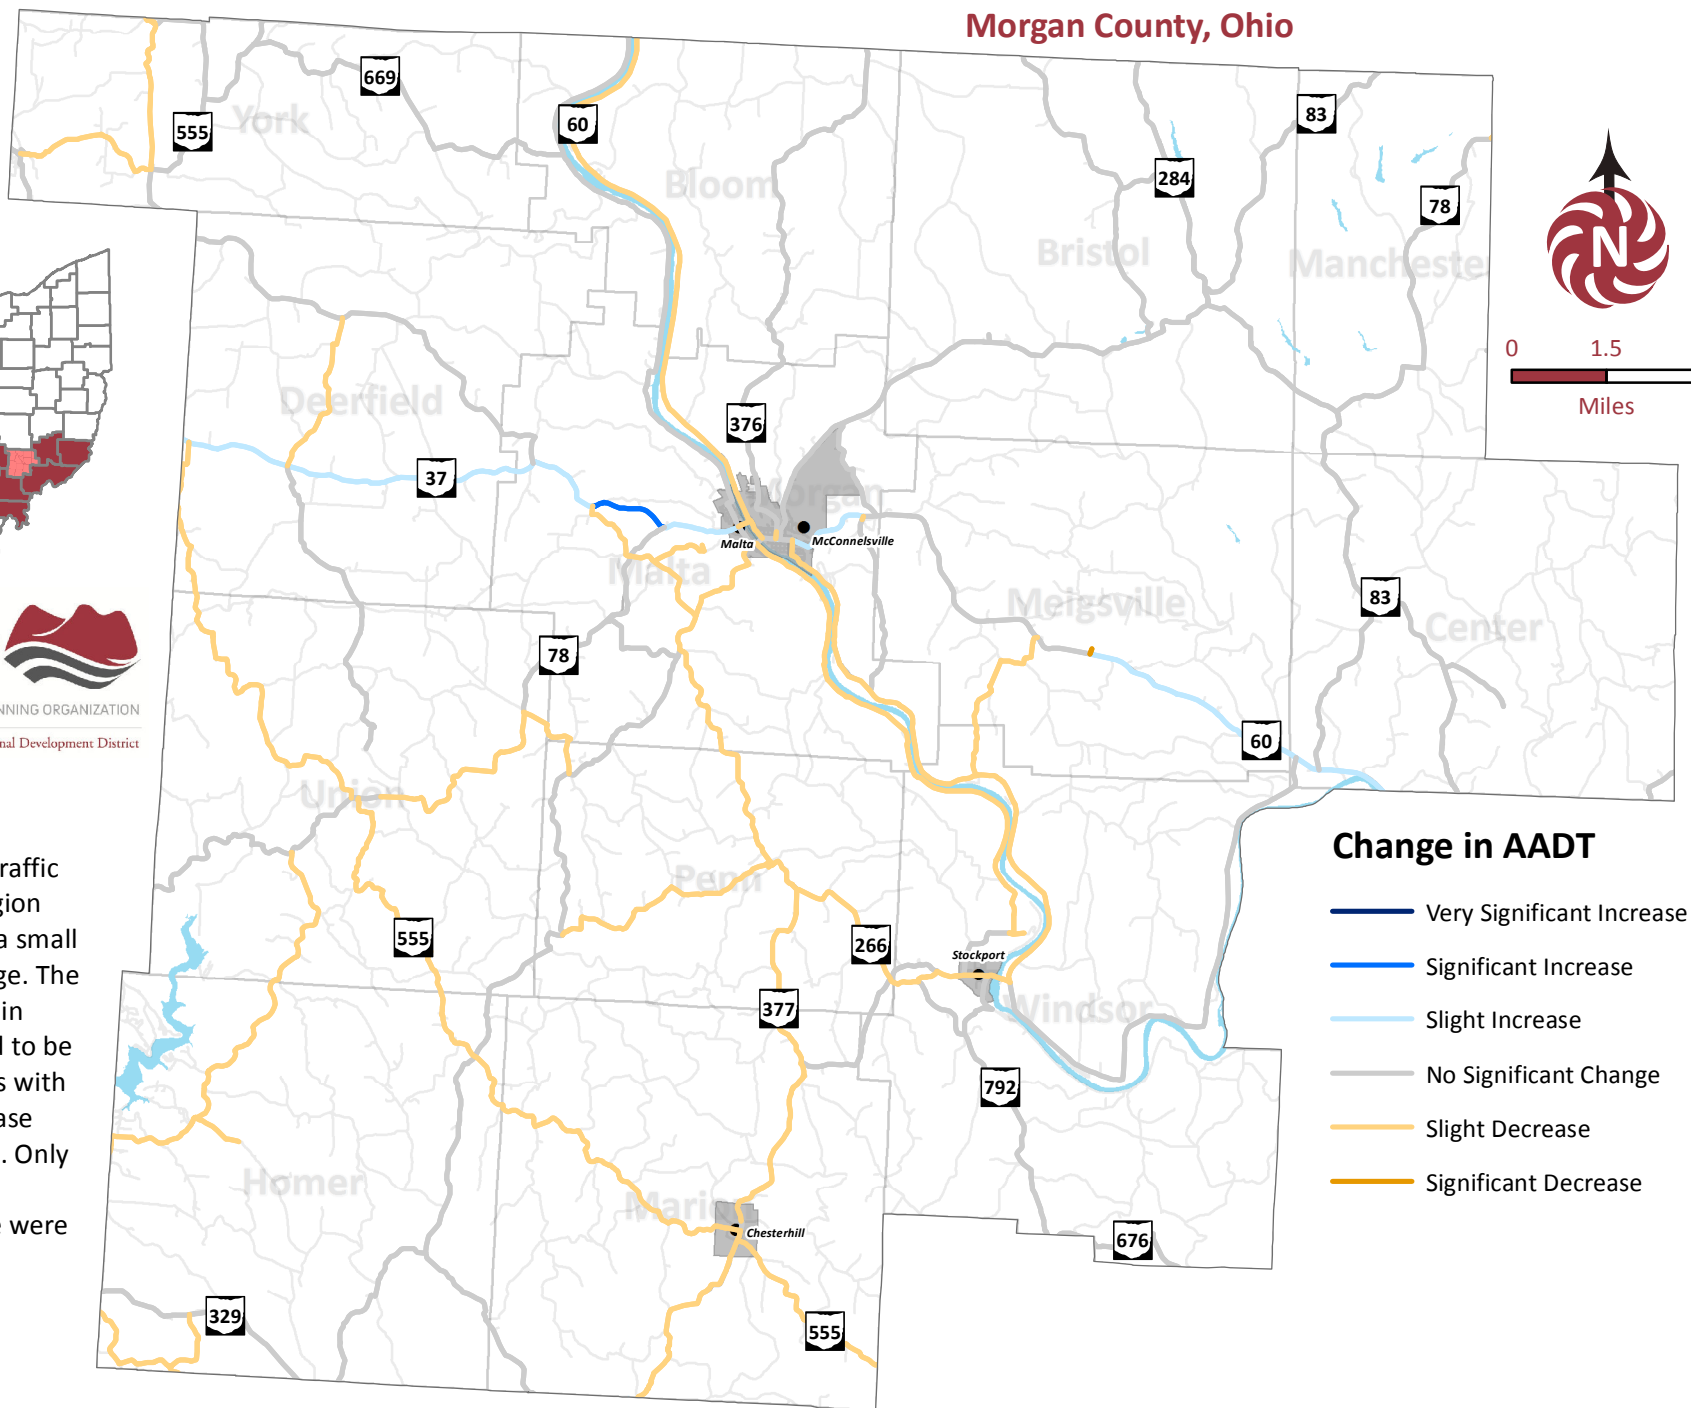 Morgan County, Ohio
669
60
83
555
York
284
Bloom
78
Bristol
Manchester
N
0 1.5
Miles
Deerfield
376
37
Morgan
Malta
McConnelsville
Malta
83
Meigsville
Center
78
NNING ORGANIZATION
nal Development District
60
Union
Change in AADT
raffic
gion
a small
ge. The
in
d to be
s with
ase
. Only
e were
Penn
Very Significant Increase
555
266
Stockport
Significant Increase
377
Windsor
Slight Increase
792
No Significant Change
Slight Decrease
Homer
Significant Decrease
Marion
Chesterhill
676
329
555